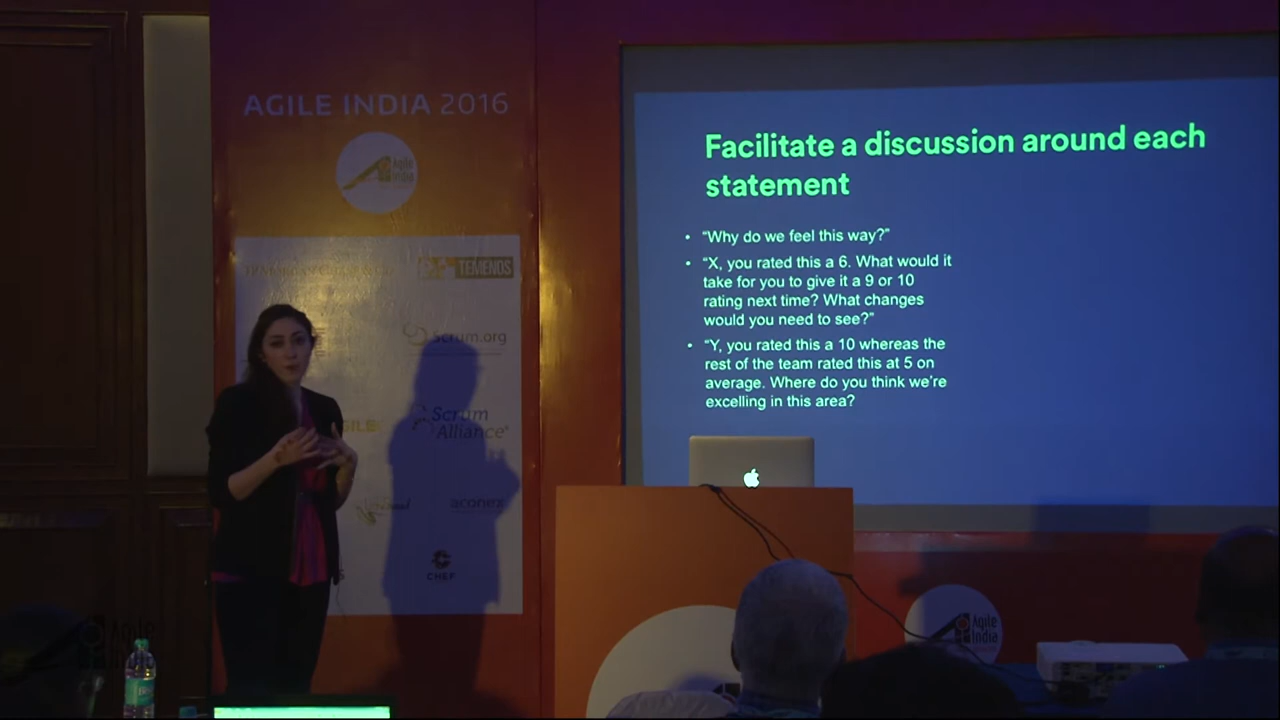 AGILE INDIA 2016
Agile
India
TEMENOS
Scrum.org
Scrum
Alliance®
aconex
CHEF
Facilitate a discussion around each
statement
• “Why do we feel this way?”
• “X, you rated this a 6. What would it
take for you to give it a 9 or 10
rating next time? What changes
would you need to see?”
• “Y, you rated this a 10 whereas the
rest of the team rated this at 5 on
average. Where do you think we’re
excelling in this area?
Agile
India
Agile
India